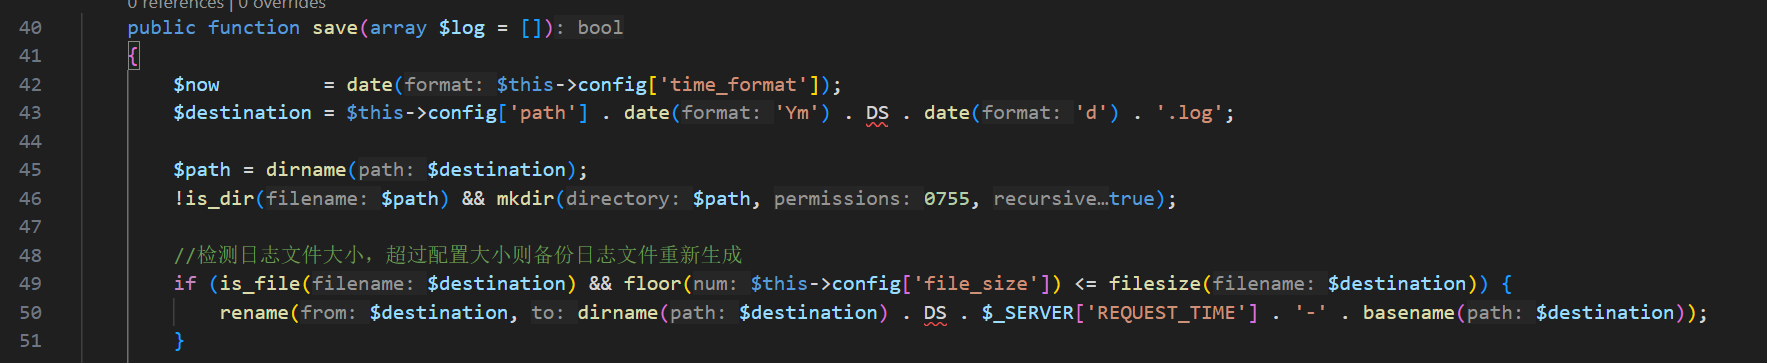 0 references | 0 overrides
40 public function save(array $log = []): bool
41 {
42 $now = date(format: $this->config['time_format']);
43 $destination = $this->config['path'] . date(format: 'Ym') . DS . date(format: 'd') . '.log';
44
45 $path = dirname(path: $destination);
46 !is_dir(filename: $path) && mkdir(directory: $path, permissions: 0755, recursive…true);
47
48 //检测日志文件大小，超过配置大小则备份日志文件重新生成
49 if (is_file(filename: $destination) && floor(num: $this->config['file_size']) <= filesize(filename: $destination)) {
50 rename(from: $destination, to: dirname(path: $destination) . DS . $_SERVER['REQUEST_TIME'] . '-' . basename(path: $destination));
51 }